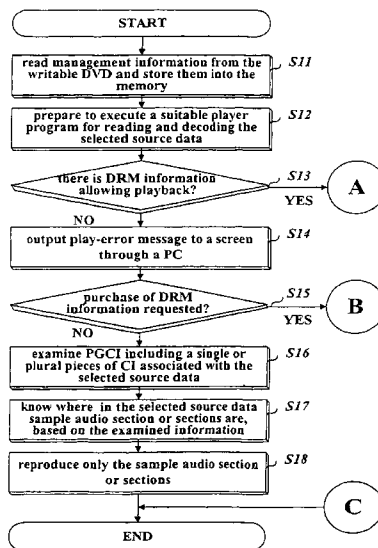 START
read management information from the
writable DVD and store them into the
memory
S11
prepare to execute a suitable player
program for reading and decoding the
selected source data
S12
there is DRM information
allowing playback?
S13
YES
A
NO
output play-error message to a screen
through a PC
S14
purchase of DRM
information requested?
S15
YES
B
NO
examine PGCI including a single or
plural pieces of CI associated with the
selected source data
S16
know where in the selected source data
sample audio section or sections are,
based on the examined information
S17
reproduce only the sample audio section
or sections
S18
C
END